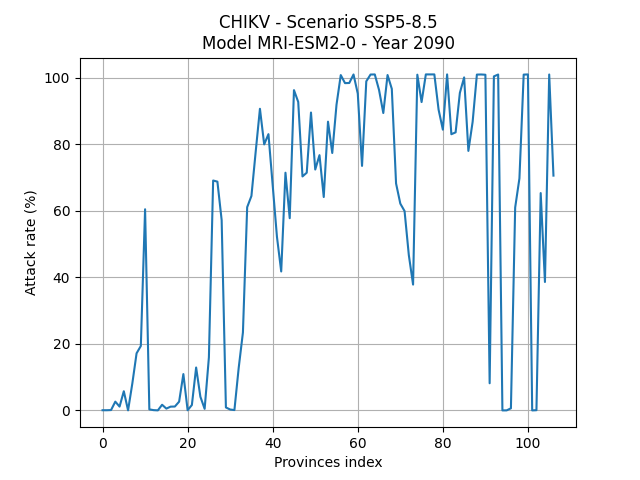 CHIKV - Scenario SSP5-8.5
Model MRI-ESM2-0 - Year 2090
Attack rate (%)
100
80
60
40
20
0
0 20 40 60 80 100
Provinces index